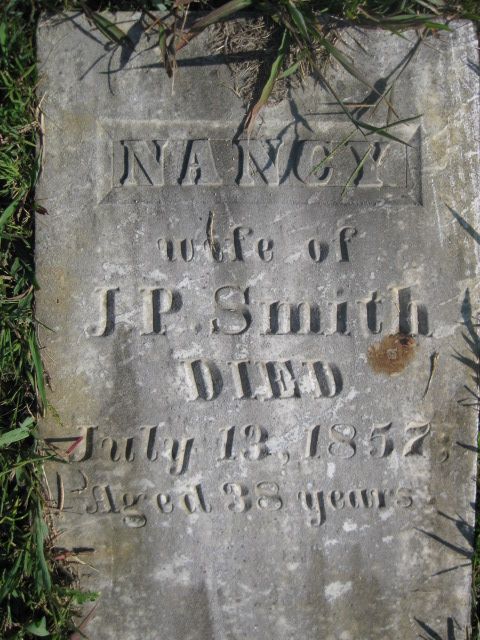 NANCY
wife of
J.P. Smith
DIED
July 13, 1857;
Aged 38 years.